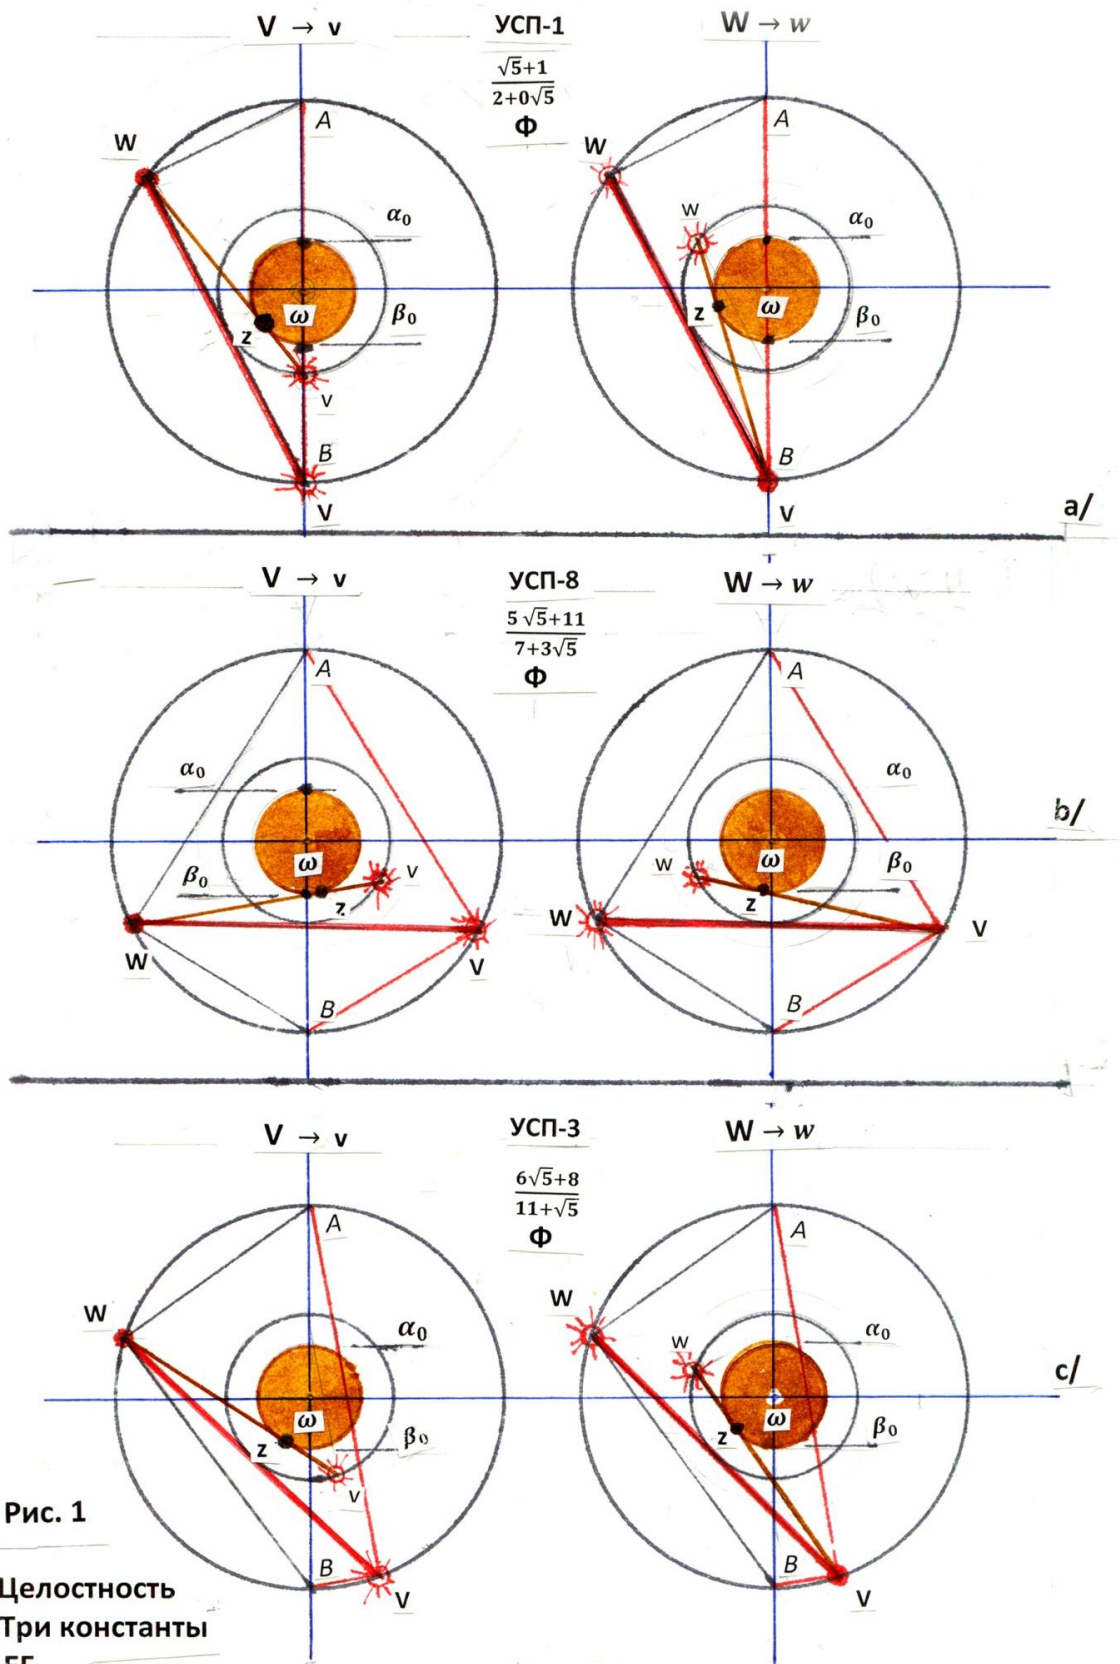 V → v УСП-1 W → w
√5+1
2+0√5
Ф
A A
W W
w
α₀ α₀
ω ω
z z
β₀ β₀
v
B B
V V
a/
V → v УСП-8 W → w
5√5+11
7+3√5
Ф
A A
α₀ α₀
b/
ω ω
β₀ v w β₀
z z
W V W V
B B
V → v УСП-3 W → w
6√5+8
11+√5
Ф
A A
W W
α₀ w α₀
c/
ω ω
z β₀ z β₀
v
Рис. 1
B B
V V
Целостность
Три константы